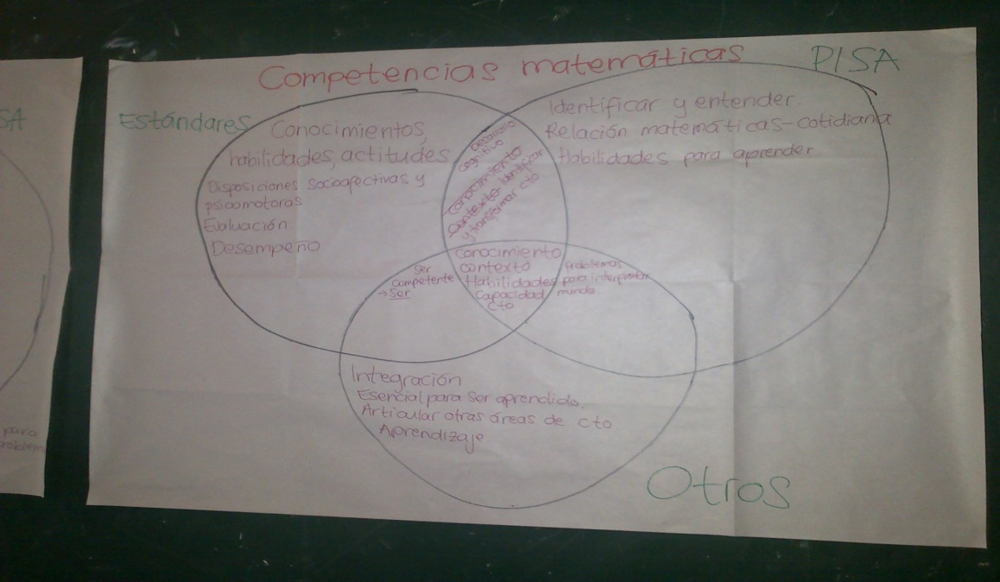 Competencias matemáticas
PISA
Estándares
Conocimientos,
habilidades, actitudes
Disposiciones socioafectivas y
psicomotoras
Evaluación
Desempeño
Identificar y entender.
Relación matemáticas-cotidiana
Habilidades para aprender
Desarrollo
cognitivo
Conocimiento
Contexto Identificar
y transformar cto
Conocimiento
contexto
Habilidades
Capacidad
cto
Ser
competente
→ Ser
Problemas
para interpretar
mundo
Integración
Esencial para ser aprendido.
Articular otras áreas de cto
Aprendizaje
Otros
SA
para